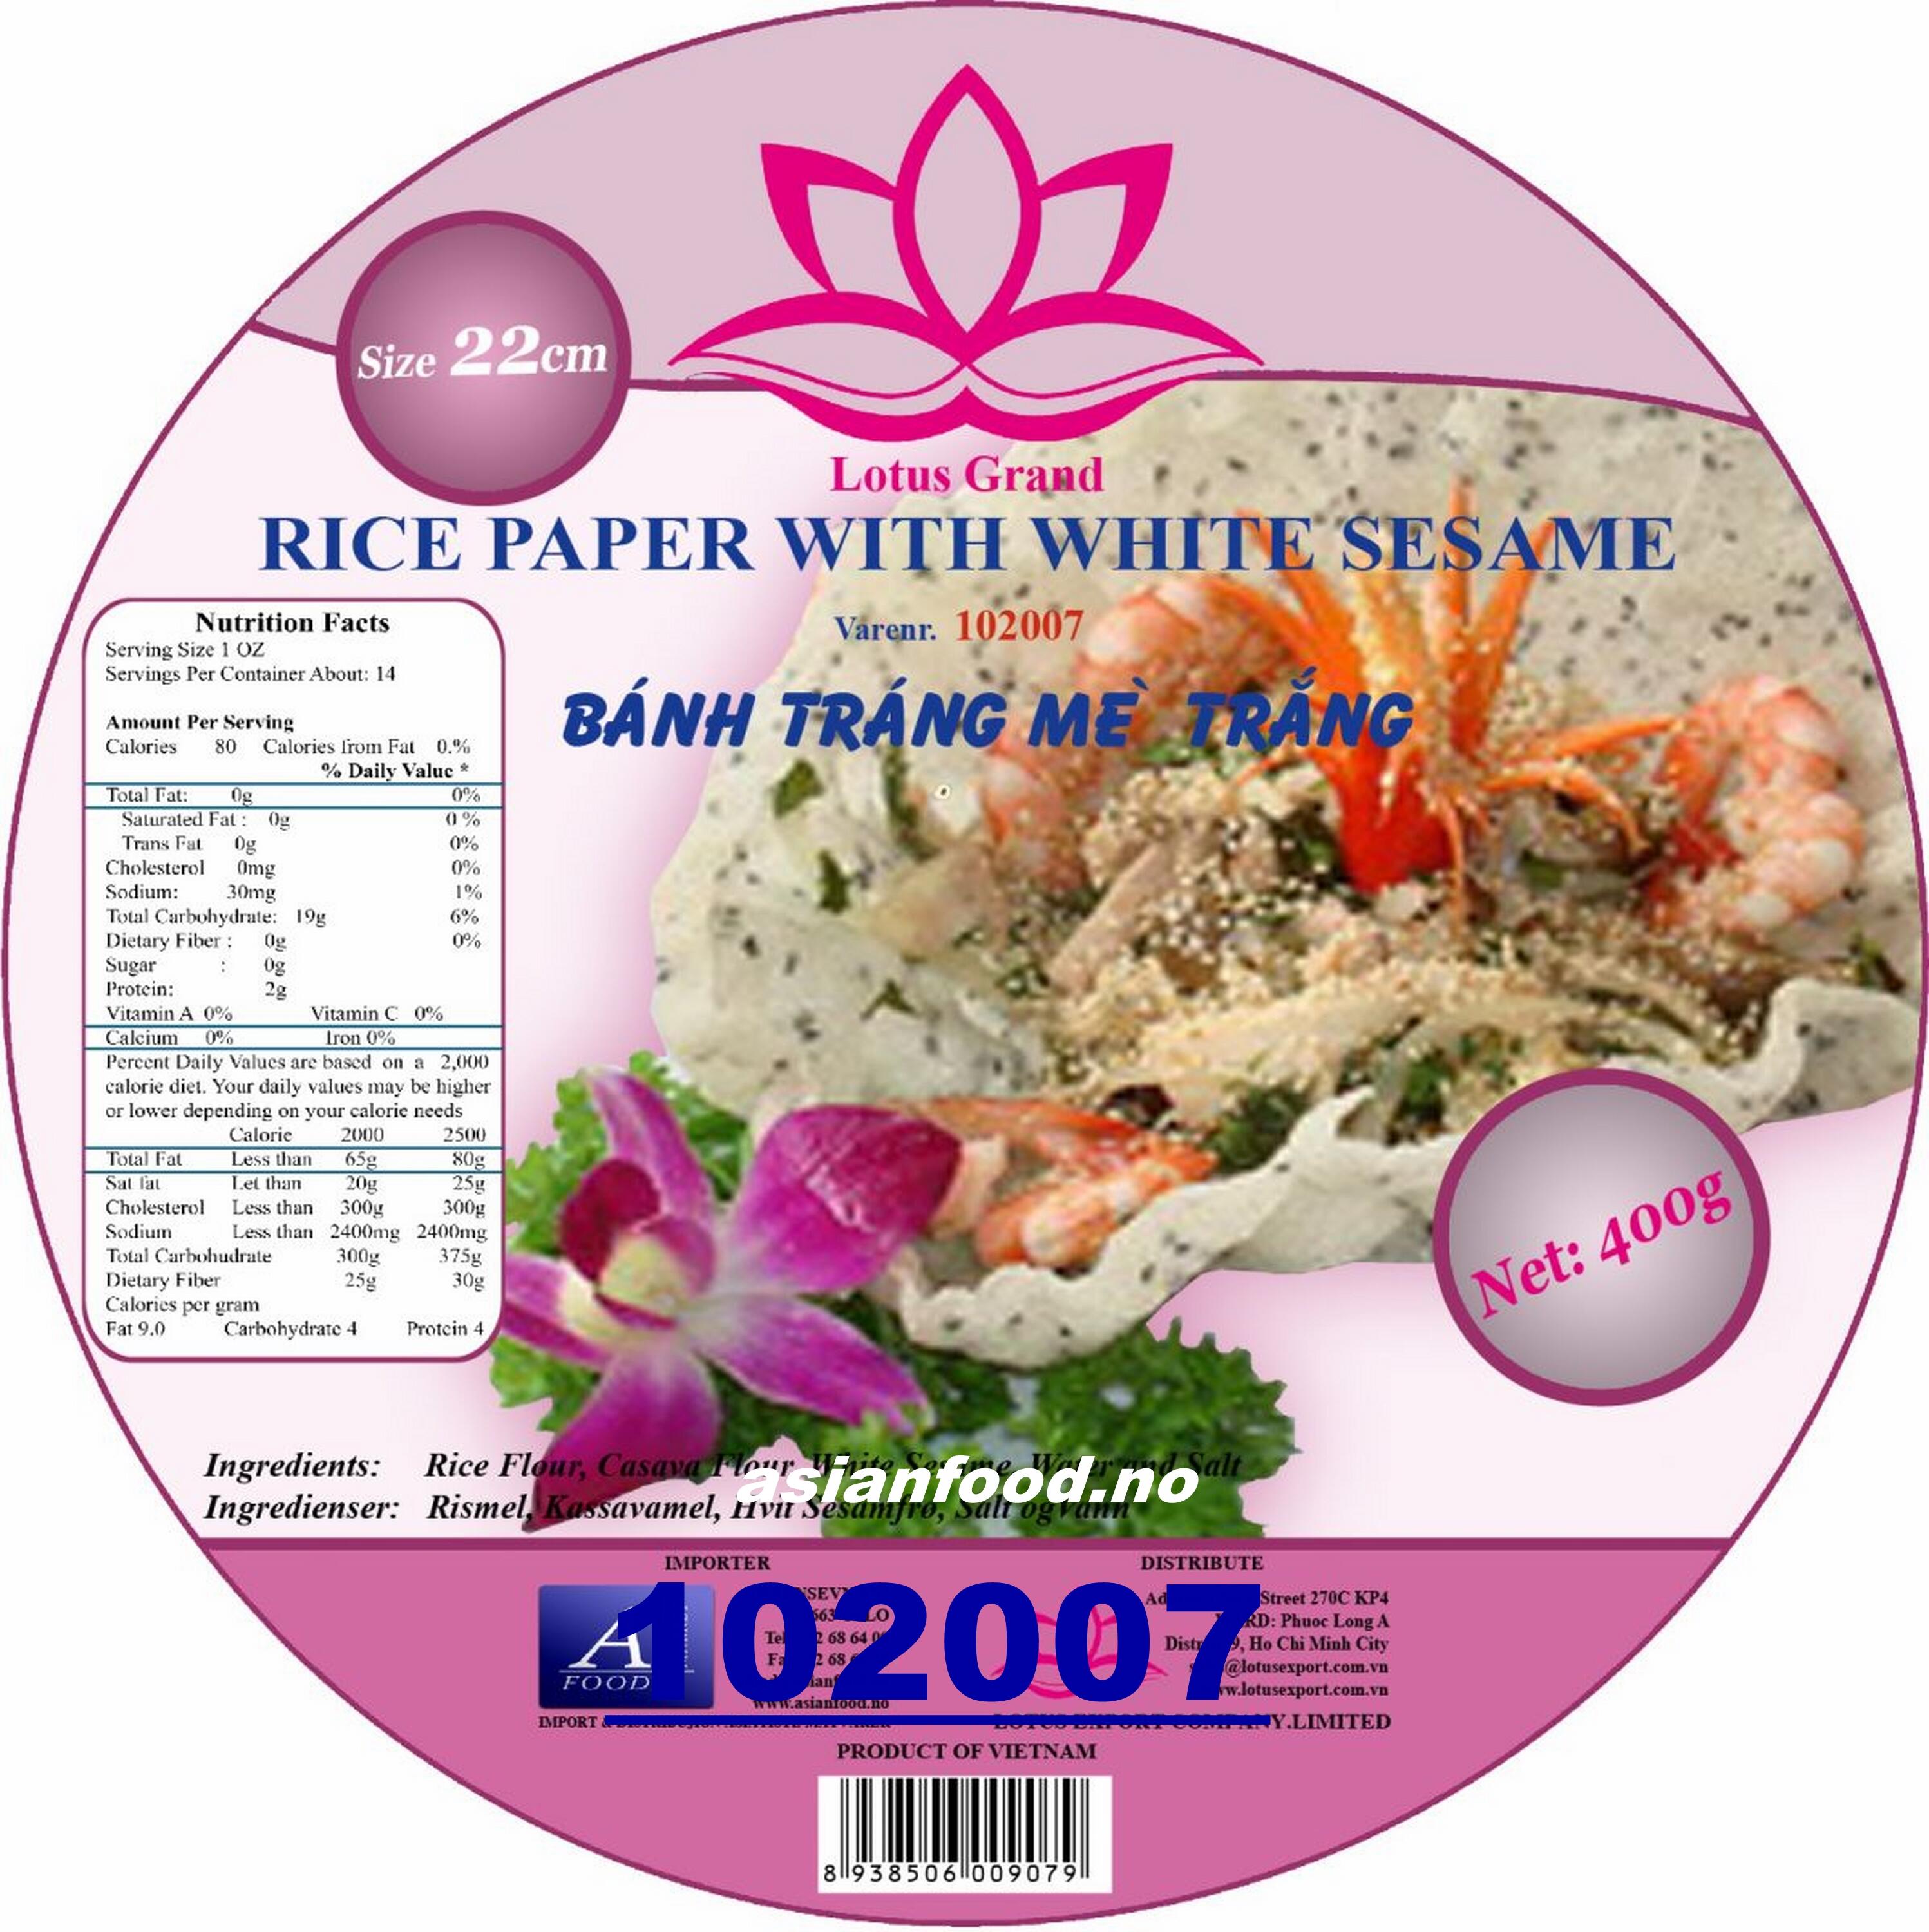 Size 22cm
Lotus Grand
RICE PAPER WITH WHITE SESAME
Varenr. 102007
BÁNH TRÁNG MÈ TRẮNG
Nutrition Facts
Serving Size 1 OZ
Servings Per Container About: 14
Amount Per Serving
Calories 80 Calories from Fat 0.%
% Daily Value *
Total Fat: 0g 0%
Saturated Fat : 0g 0 %
Trans Fat 0g 0%
Cholesterol 0mg 0%
Sodium: 30mg 1%
Total Carbohydrate: 19g 6%
Dietary Fiber : 0g 0%
Sugar : 0g
Protein: 2g
Vitamin A 0% Vitamin C 0%
Calcium 0% Iron 0%
Percent Daily Values are based on a 2,000
calorie diet. Your daily values may be higher
or lower depending on your calorie needs
Calorie 2000 2500
Total Fat Less than 65g 80g
Sat fat Let than 20g 25g
Cholesterol Less than 300g 300g
Sodium Less than 2400mg 2400mg
Total Carbohudrate 300g 375g
Dietary Fiber 25g 30g
Calories per gram
Fat 9.0 Carbohydrate 4 Protein 4
Net: 400g
Ingredients: Rice Flour, Casava Flour, White Sesame, Water and Salt
asianfood.no
Ingredienser: Rismel, Kassavamel, Hvit Sesamfrø, Salt og vann
IMPORTER
DISTRIBUTE
A
FOOD
102007
www.asianfood.no
Street 270C KP4
Phuoc Long A
9, Ho Chi Minh City
@lotusexport.com.vn
www.lotusexport.com.vn
IMPORT &
LOTUS EXPORT COMPANY.LIMITED
PRODUCT OF VIETNAM
8 938506 009079